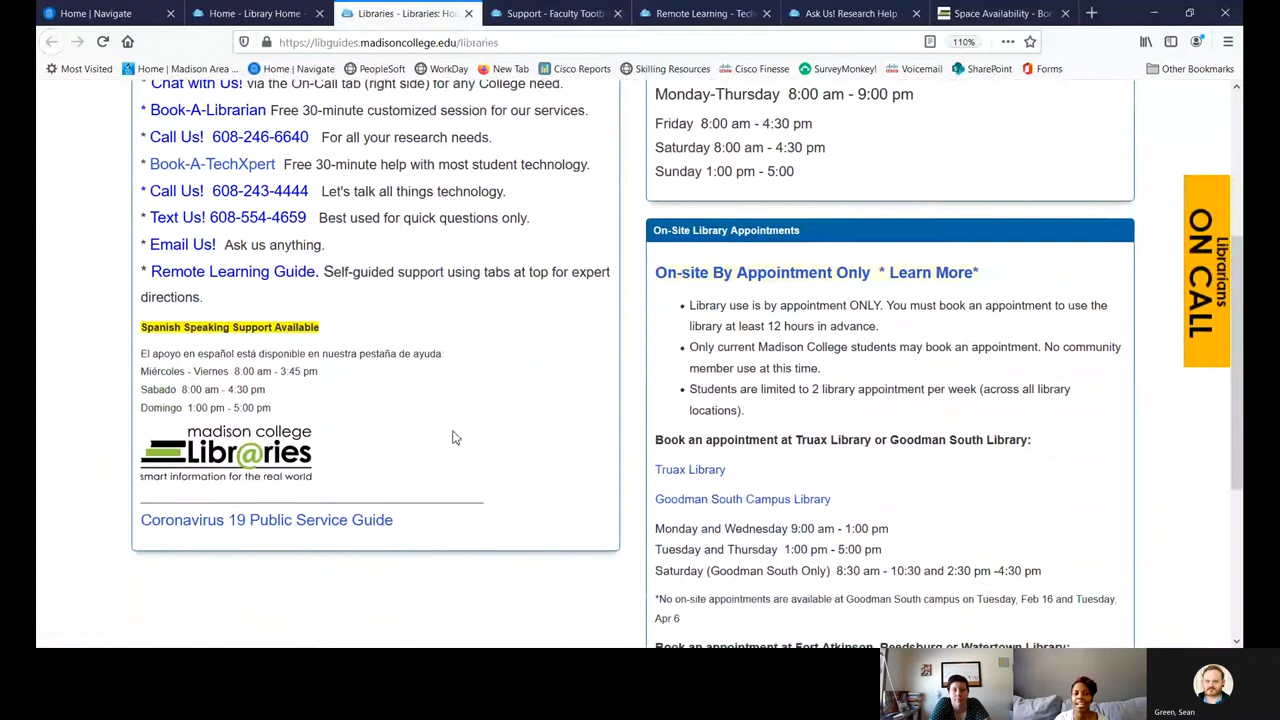 Home | Navigate
Home - Library Home -
Libraries - Libraries: Ho
Support - Faculty Toolb
Remote Learning - Tech
Ask Us! Research Help -
Space Availability - Bor
https://libguides.madisoncollege.edu/libraries
110%
Most Visited
Home | Madison Area ...
Home | Navigate
PeopleSoft
WorkDay
New Tab
Cisco Reports
Skilling Resources
Cisco Finesse
SurveyMonkey!
Voicemail
SharePoint
Forms
Other Bookmarks
* Chat with Us! via the On-Call tab (right side) for any College need.
* Book-A-Librarian Free 30-minute customized session for our services.
* Call Us! 608-246-6640 For all your research needs.
* Book-A-TechXpert Free 30-minute help with most student technology.
* Call Us! 608-243-4444 Let's talk all things technology.
* Text Us! 608-554-4659 Best used for quick questions only.
* Email Us! Ask us anything.
* Remote Learning Guide. Self-guided support using tabs at top for expert
directions.
Spanish Speaking Support Available
El apoyo en español está disponible en nuestra pestaña de ayuda:
Miércoles - Viernes 8:00 am - 3:45 pm
Sabado 8:00 am - 4:30 pm
Domingo 1:00 pm - 5:00 pm
madison college
Libr@ries
smart information for the real world
Coronavirus 19 Public Service Guide
Monday-Thursday 8:00 am - 9:00 pm
Friday 8:00 am - 4:30 pm
Saturday 8:00 am - 4:30 pm
Sunday 1:00 pm - 5:00
On-Site Library Appointments
On-site By Appointment Only * Learn More*
• Library use is by appointment ONLY. You must book an appointment to use the
library at least 12 hours in advance.
• Only current Madison College students may book an appointment. No community
member use at this time.
• Students are limited to 2 library appointment per week (across all library
locations).
Book an appointment at Truax Library or Goodman South Library:
Truax Library
Goodman South Campus Library
Monday and Wednesday 9:00 am - 1:00 pm
Tuesday and Thursday 1:00 pm - 5:00 pm
Saturday (Goodman South Only) 8:30 am - 10:30 and 2:30 pm -4:30 pm
*No on-site appointments are available at Goodman South campus on Tuesday, Feb 16 and Tuesday,
Apr 6
Book an appointment at Fort Atkinson, Reedsburg or Watertown Library:
Librarians
ON CALL
Green, Sean